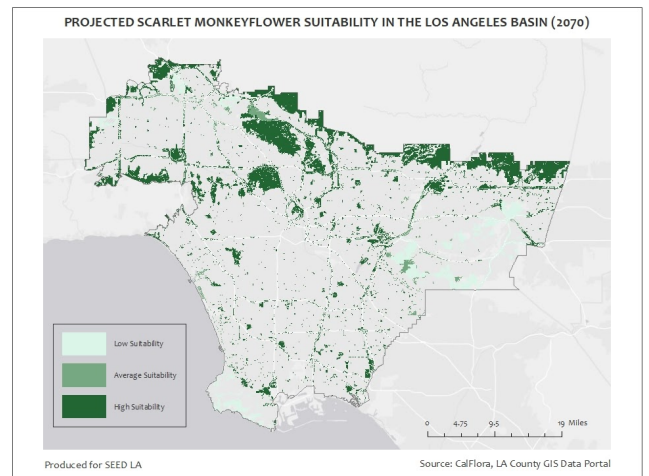 PROJECTED SCARLET MONKEYFLOWER SUITABILITY IN THE LOS ANGELES BASIN (2070)
Low Suitability
Average Suitability
High Suitability
0 4.75 9.5 19 Miles
Produced for SEED LA
Source: CalFlora, LA County GIS Data Portal